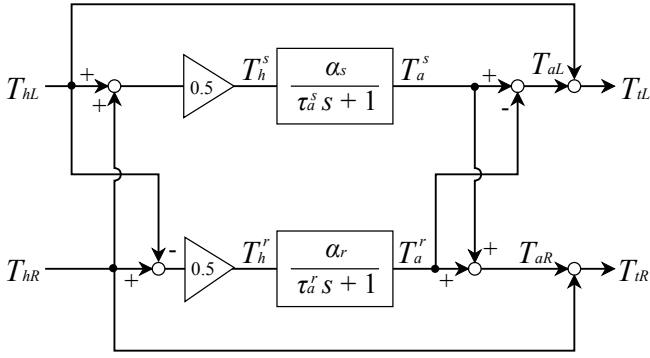 T_hL
+
+
0.5
T_h^s
α_s
τ_a^s s + 1
T_a^s
+
-
T_aL
T_tL
T_hR
+
-
0.5
T_h^r
α_r
τ_a^r s + 1
T_a^r
+
+
T_aR
T_tR